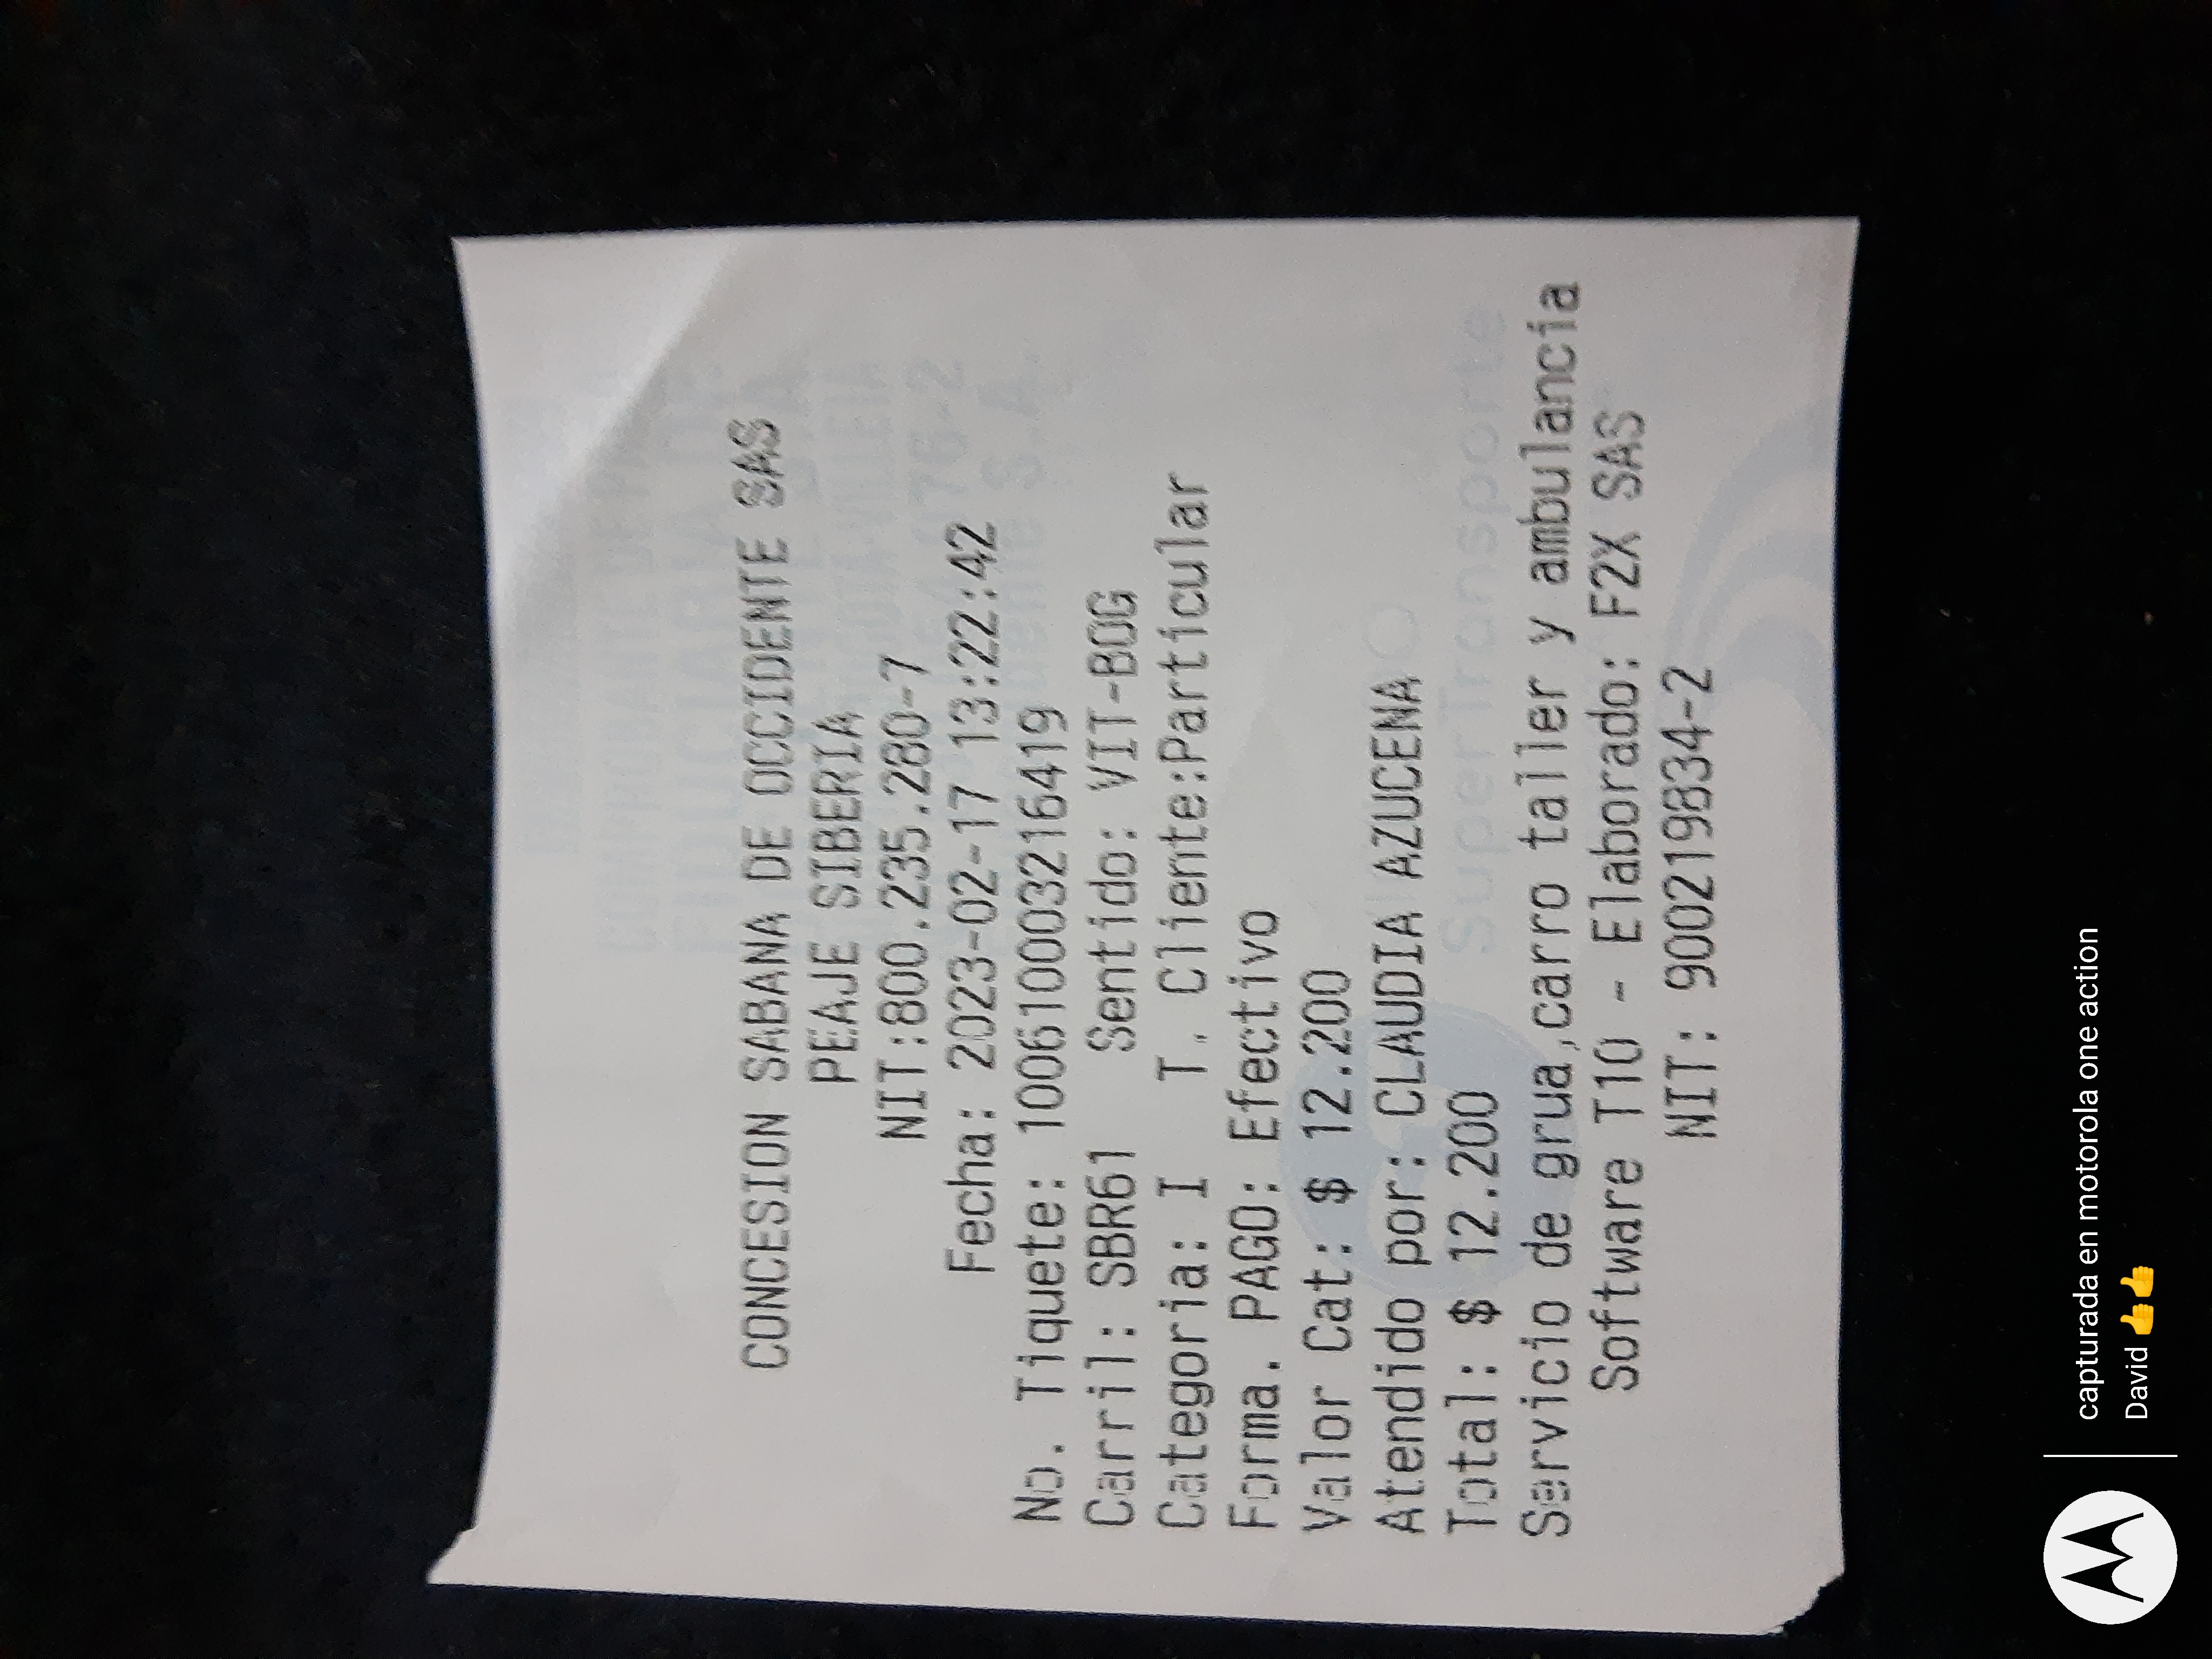 CONCESION SABANA DE OCCIDENTE SAS
PEAJE SIBERIA
NIT:800.235.280-7
Fecha: 2023-02-17 13:22:42
No. Tiquete: 100610003216419
Carril: SBR61 Sentido: VIT-BOG
Categoria: I T. Cliente:Particular
Forma. PAGO: Efectivo
Valor Cat: $ 12.200
Atendido por: CLAUDIA AZUCENA
Total: $ 12.200
SuperTransporte
Servicio de grua,carro taller y ambulancia
Software T10 - Elaborado: F2X SAS
NIT: 900219834-2
capturada en motorola one action
David 👍👍